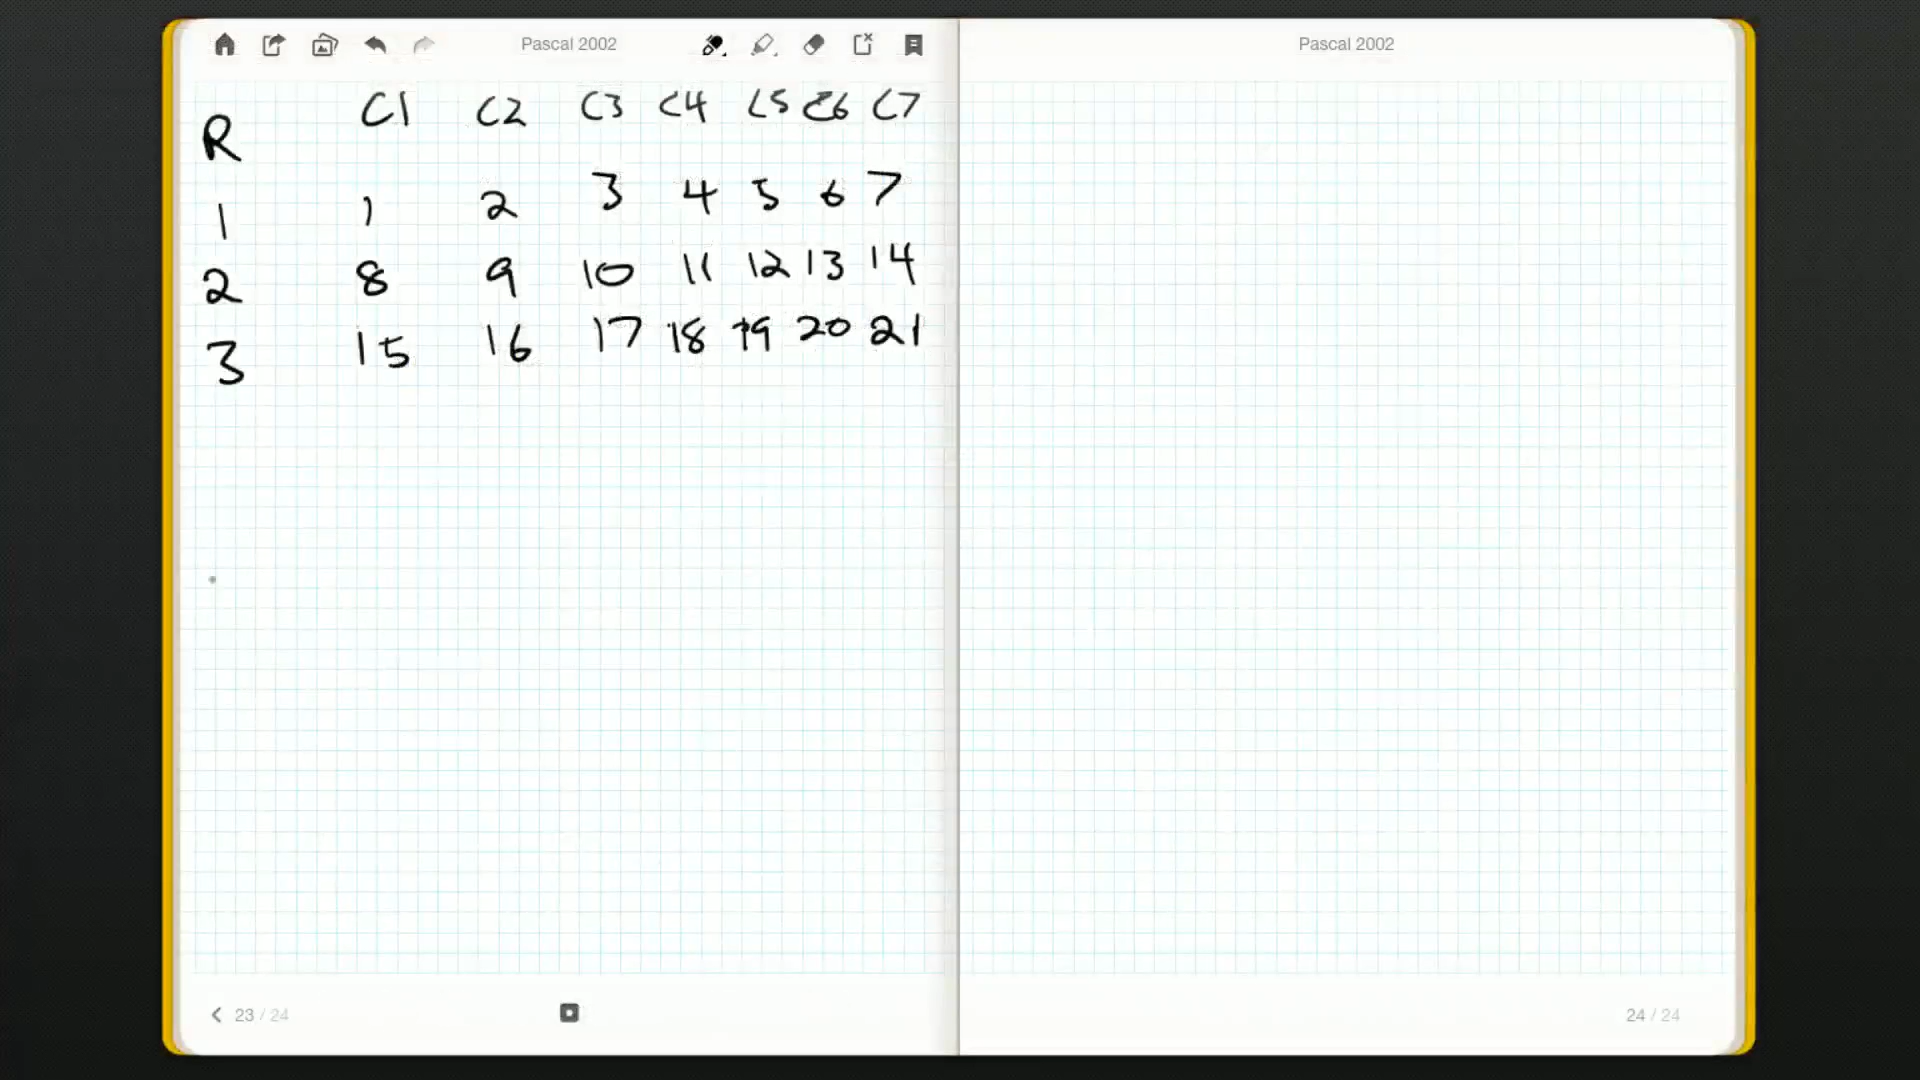 Pascal 2002
Pascal 2002
R C1 C2 C3 C4 C5 C6 C7
1 1 2 3 4 5 6 7
2 8 9 10 11 12 13 14
3 15 16 17 18 19 20 21
23 / 24
24 / 24